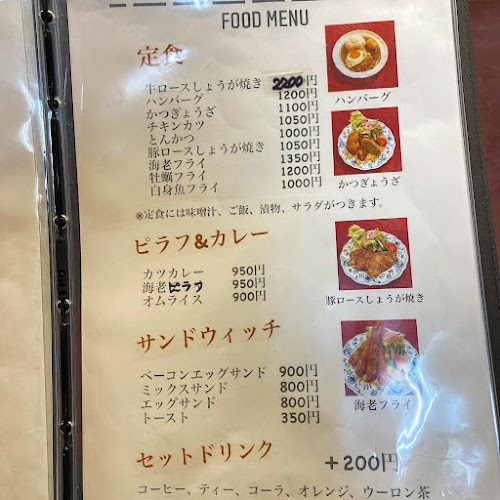 FOOD MENU
定食
牛ロースしょうが焼き 2200円
ハンバーグ 1200円
かつぎょうざ 1100円
チキンカツ 1050円
とんかつ 1000円
豚ロースしょうが焼き 1050円
海老フライ 1350円
牡蠣フライ 1200円
白身魚フライ 1000円
※定食には味噌汁、ご飯、漬物、サラダがつきます。
ハンバーグ
かつぎょうざ
ピラフ&カレー
カツカレー 950円
海老ピラフ 950円
オムライス 900円
豚ロースしょうが焼き
サンドウィッチ
ベーコンエッグサンド 900円
ミックスサンド 800円
エッグサンド 800円
トースト 350円
海老フライ
セットドリンク +200円
コーヒー、ティー、コーラ、オレンジ、ウーロン茶